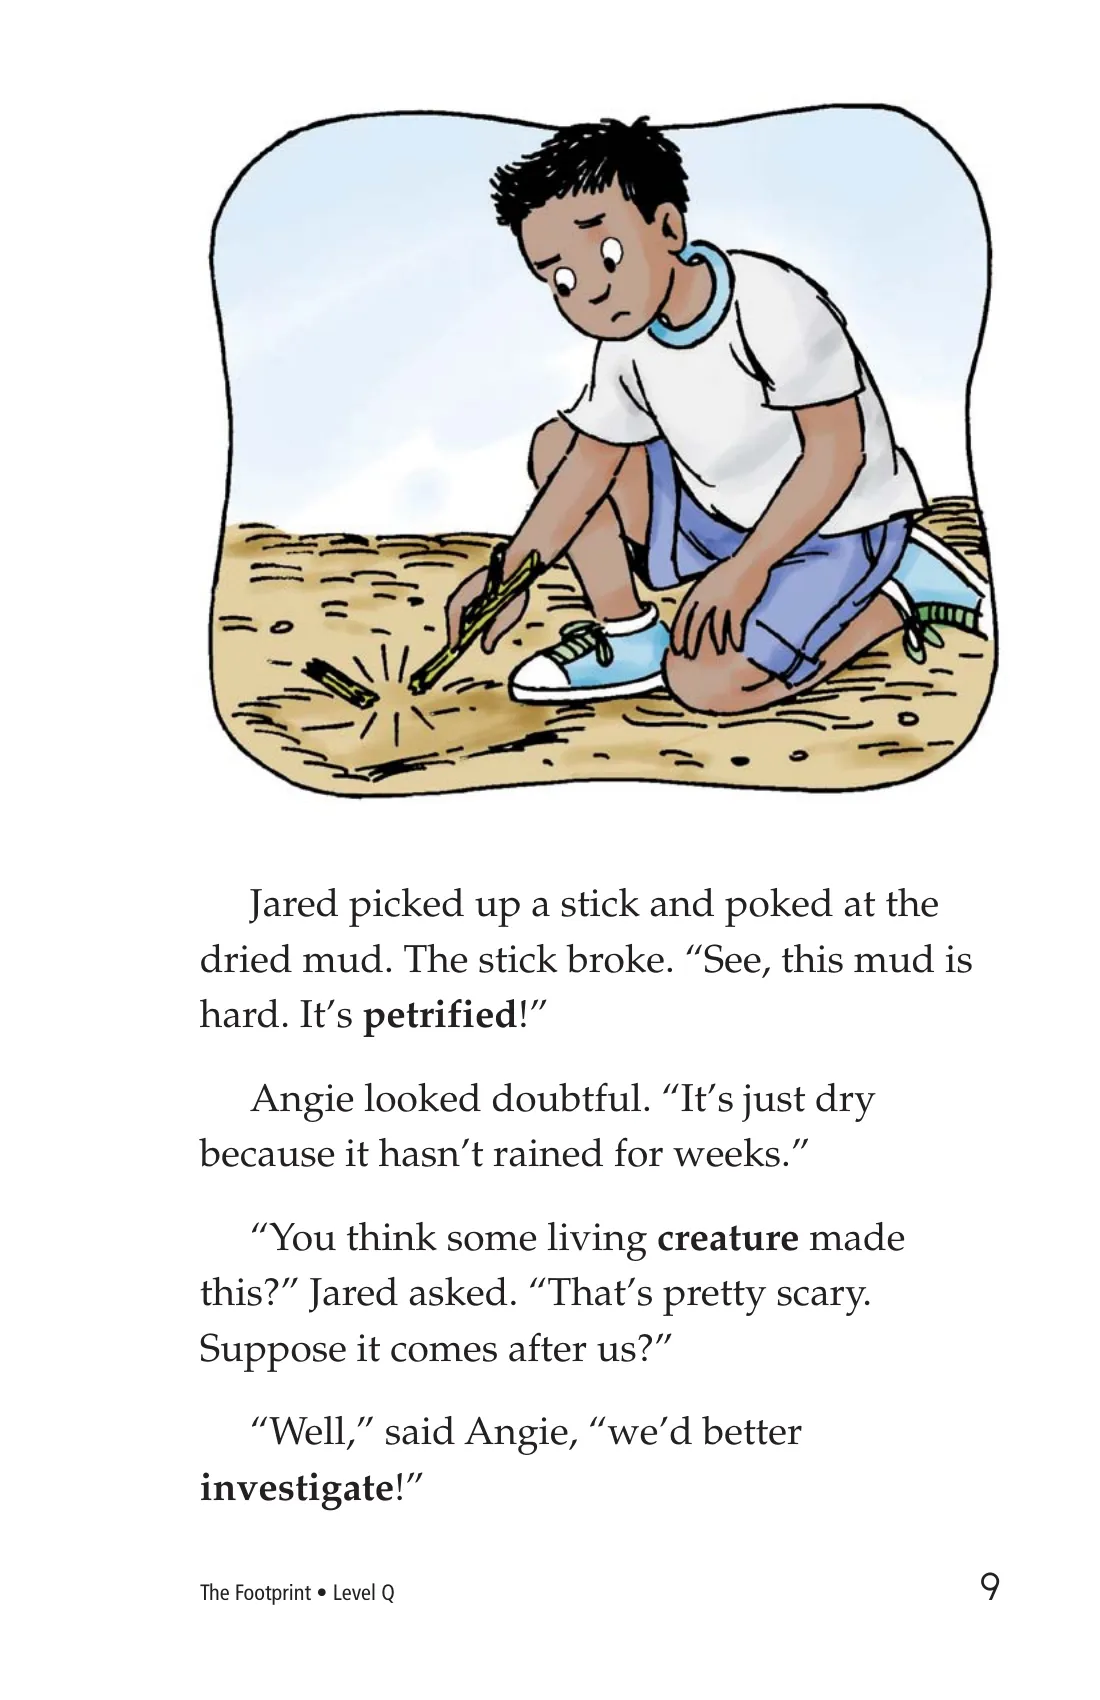 Jared picked up a stick and poked at the
dried mud. The stick broke. “See, this mud is
hard. It’s petrified!”
Angie looked doubtful. “It’s just dry
because it hasn’t rained for weeks.”
“You think some living creature made
this?” Jared asked. “That’s pretty scary.
Suppose it comes after us?”
“Well,” said Angie, “we’d better
investigate!”
The Footprint • Level Q
9